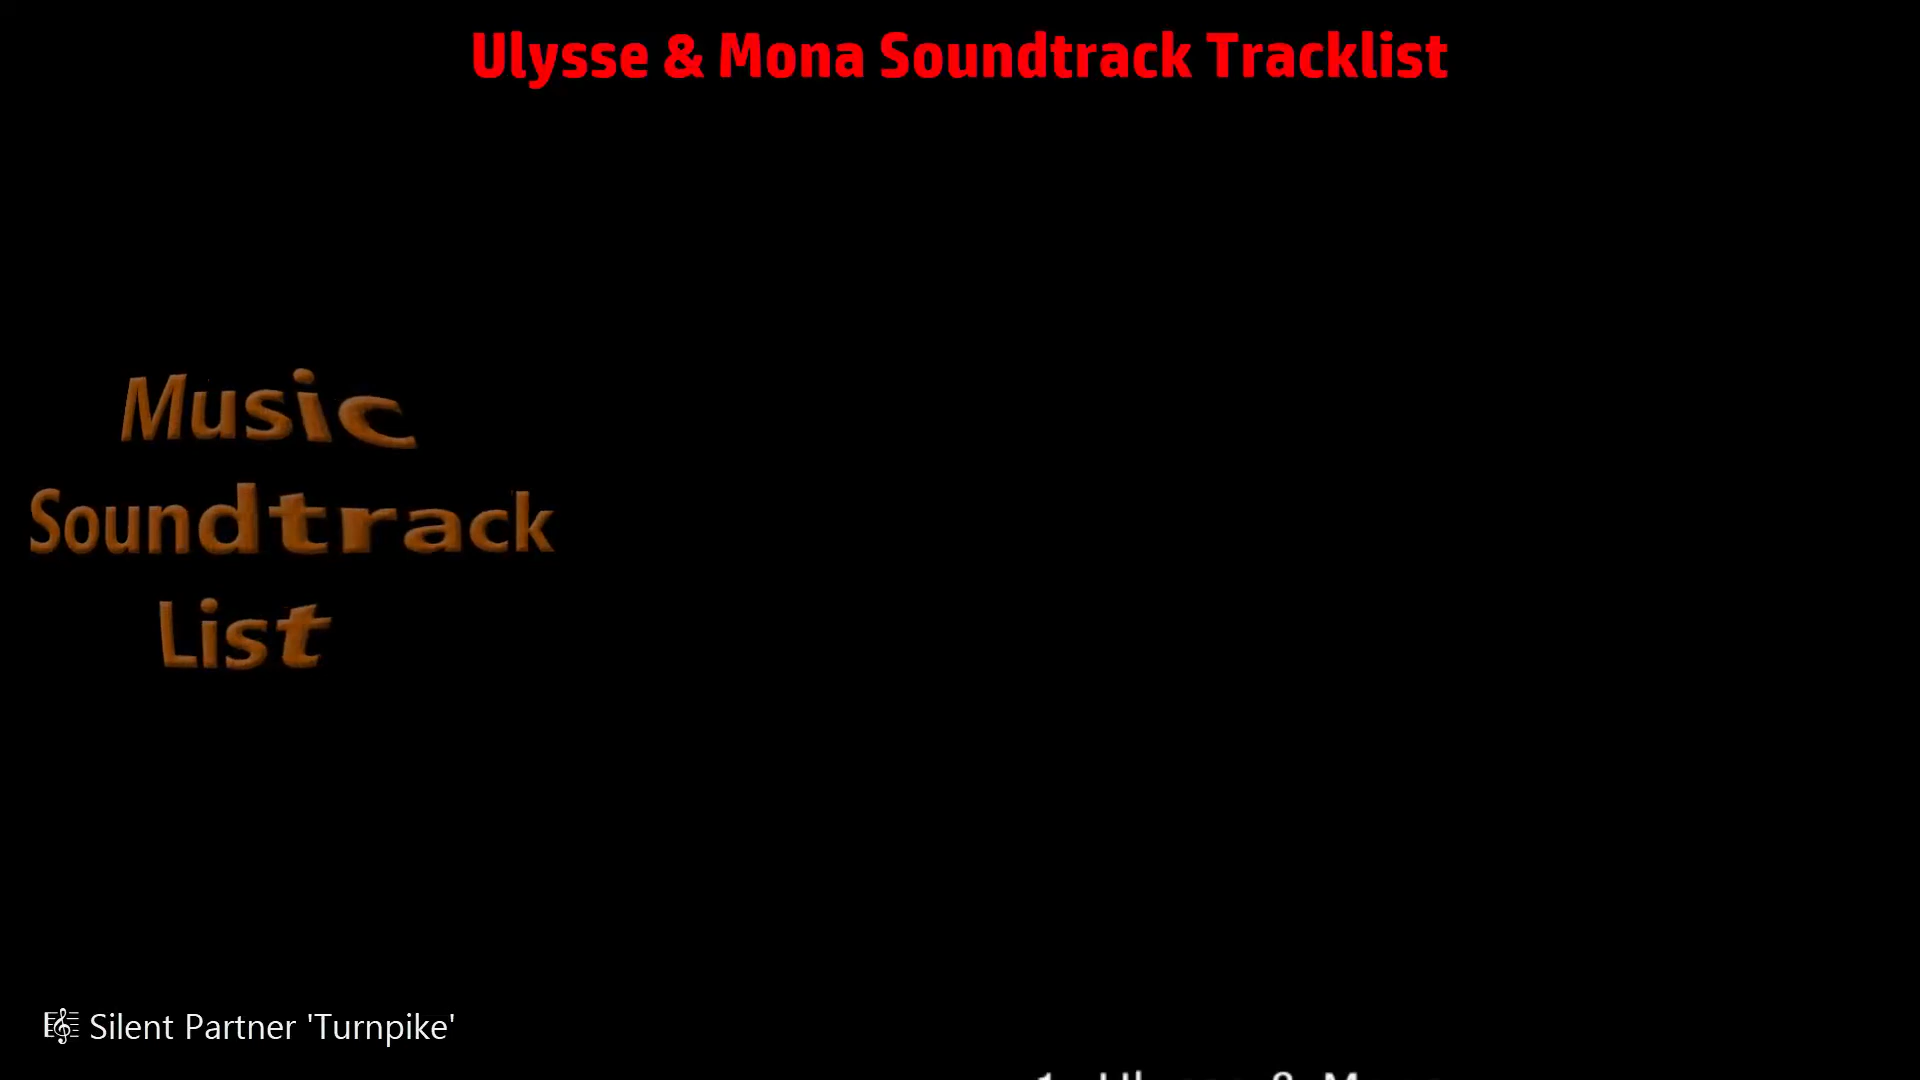 Ulysse & Mona Soundtrack Tracklist
Music
Soundtrack
List
Silent Partner 'Turnpike'